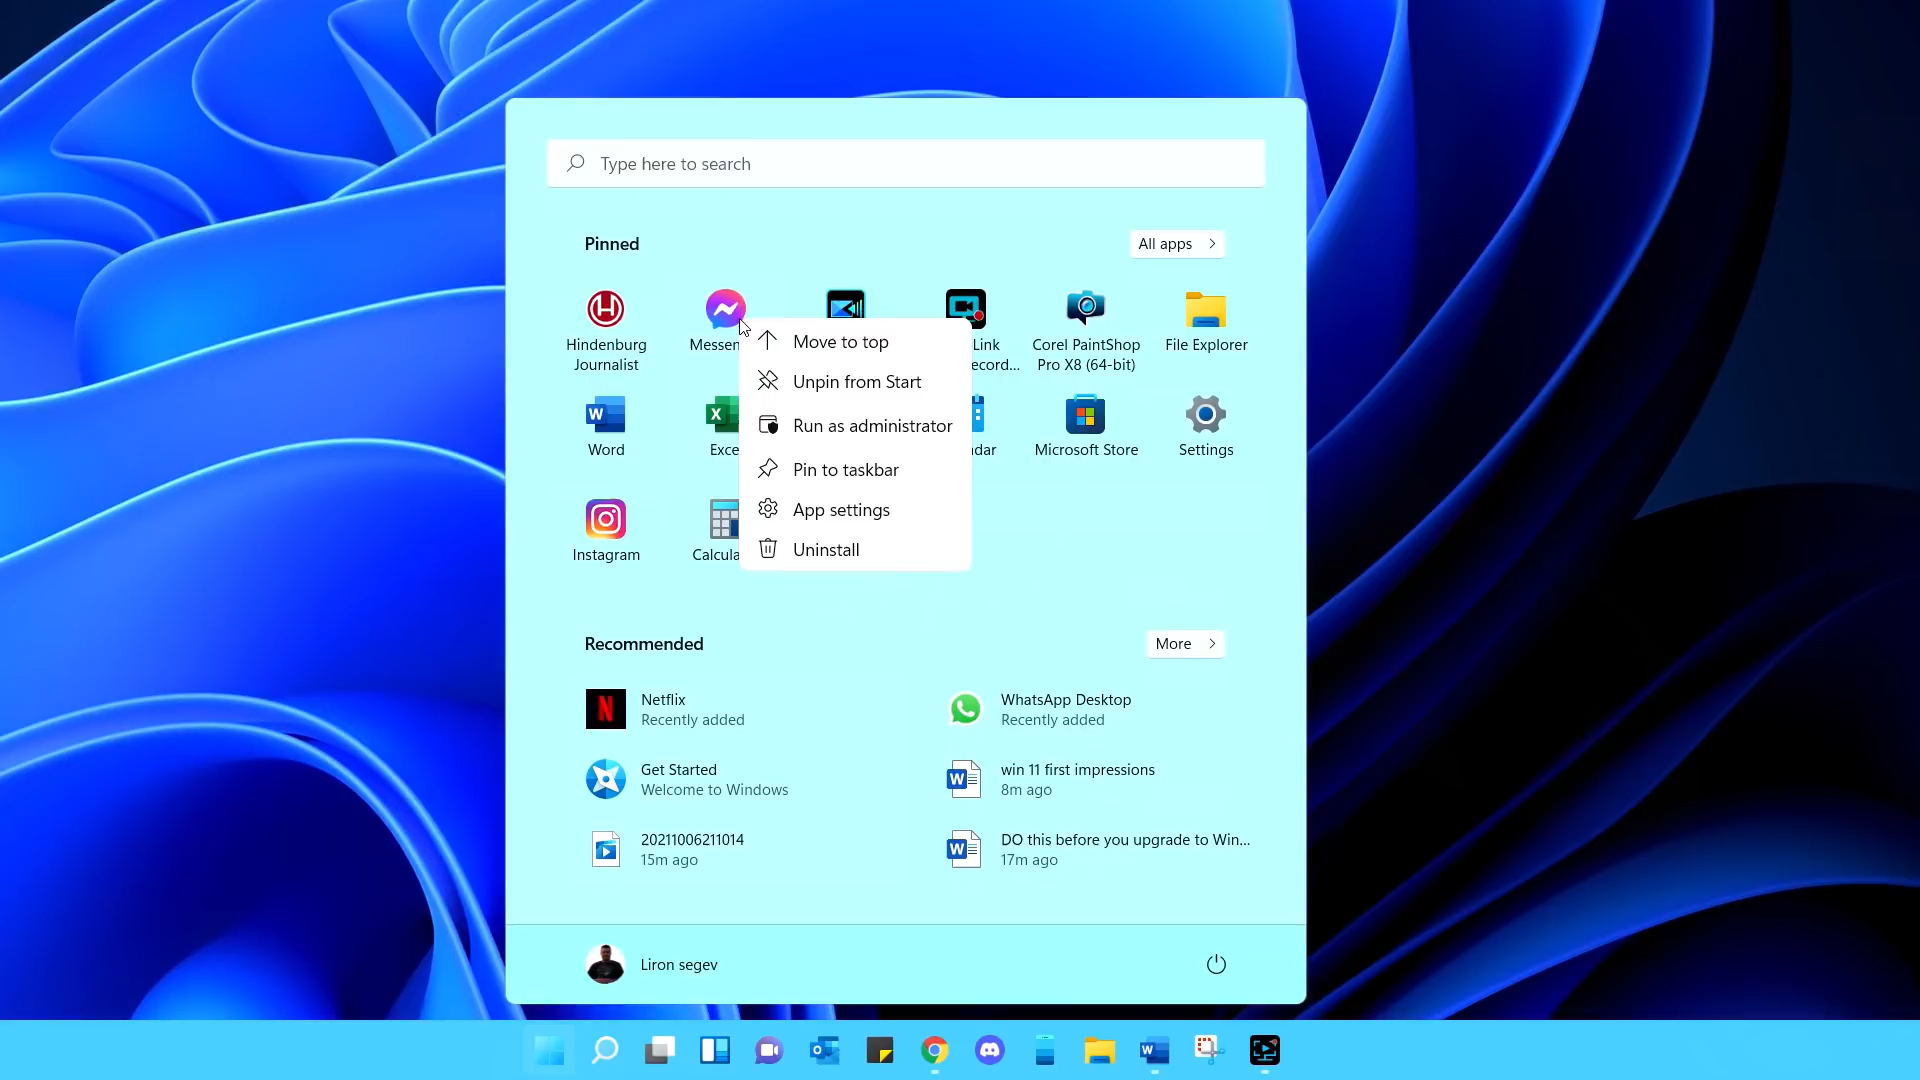 Type here to search
Pinned
All apps
Hindenburg
Journalist
Messen
Link
ecord...
Corel PaintShop
Pro X8 (64-bit)
File Explorer
Move to top
Unpin from Start
Run as administrator
Pin to taskbar
App settings
Uninstall
Word
Exce
dar
Microsoft Store
Settings
Instagram
Calcula
Recommended
More
Netflix
Recently added
WhatsApp Desktop
Recently added
Get Started
Welcome to Windows
win 11 first impressions
8m ago
20211006211014
15m ago
DO this before you upgrade to Win...
17m ago
Liron segev